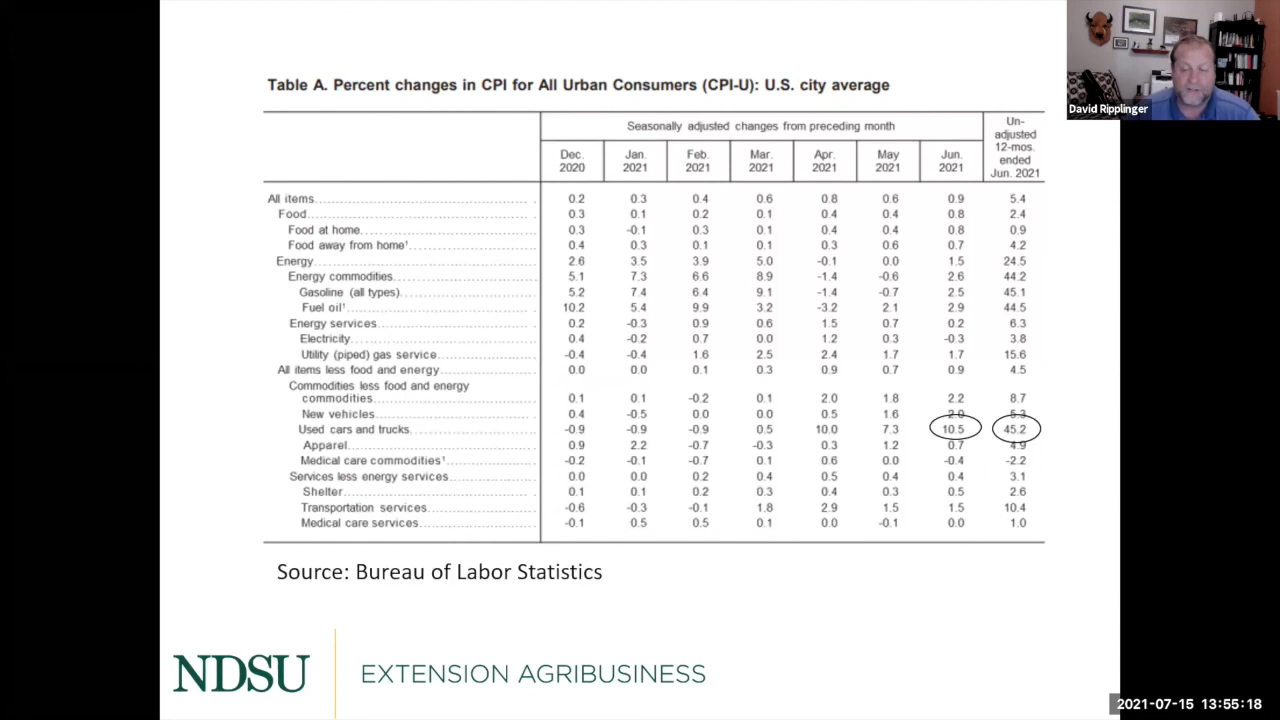 David Ripplinger
Table A. Percent changes in CPI for All Urban Consumers (CPI-U): U.S. city average
Seasonally adjusted changes from preceding month
Un-
adjusted
12-mos.
ended
Jun. 2021
Dec. 2020 Jan. 2021 Feb. 2021 Mar. 2021 Apr. 2021 May 2021 Jun. 2021
All items 0.2 0.3 0.4 0.6 0.8 0.6 0.9 5.4
Food 0.3 0.1 0.2 0.1 0.4 0.4 0.8 2.4
Food at home 0.3 -0.1 0.3 0.1 0.4 0.4 0.8 0.9
Food away from home¹ 0.4 0.3 0.1 0.1 0.3 0.6 0.7 4.2
Energy 2.6 3.5 3.9 5.0 -0.1 0.0 1.5 24.5
Energy commodities 5.1 7.3 6.6 8.9 -1.4 -0.6 2.6 44.2
Gasoline (all types) 5.2 7.4 6.4 9.1 -1.4 -0.7 2.5 45.1
Fuel oil¹ 10.2 5.4 9.9 3.2 -3.2 2.1 2.9 44.5
Energy services 0.2 -0.3 0.9 0.6 1.5 0.7 0.2 6.3
Electricity 0.4 -0.2 0.7 0.0 1.2 0.3 -0.3 3.8
Utility (piped) gas service -0.4 -0.4 1.6 2.5 2.4 1.7 1.7 15.6
All items less food and energy 0.0 0.0 0.1 0.3 0.9 0.7 0.9 4.5
Commodities less food and energy
commodities 0.1 0.1 -0.2 0.1 2.0 1.8 2.2 8.7
New vehicles 0.4 -0.5 0.0 0.0 0.5 1.6 2.0 5.3
Used cars and trucks -0.9 -0.9 -0.9 0.5 10.0 7.3 10.5 45.2
Apparel 0.9 2.2 -0.7 -0.3 0.3 1.2 0.7 4.9
Medical care commodities¹ -0.2 -0.1 -0.7 0.1 0.6 0.0 -0.4 -2.2
Services less energy services 0.0 0.0 0.2 0.4 0.5 0.4 0.4 3.1
Shelter 0.1 0.1 0.2 0.3 0.4 0.3 0.5 2.6
Transportation services -0.6 -0.3 -0.1 1.8 2.9 1.5 1.5 10.4
Medical care services -0.1 0.5 0.5 0.1 0.0 -0.1 0.0 1.0
Source: Bureau of Labor Statistics
NDSU EXTENSION AGRIBUSINESS
2021-07-15 13:55:18